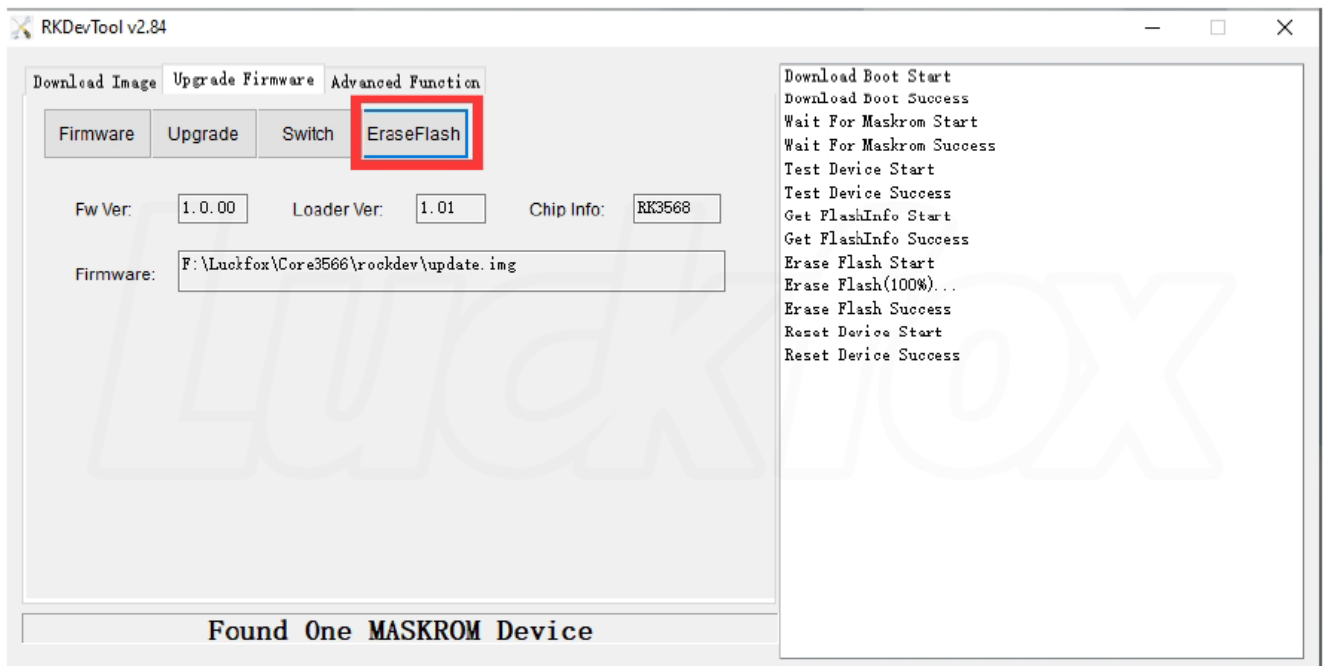 RKDevTool v2.84
Download Image Upgrade Firmware Advanced Function
Firmware Upgrade Switch EraseFlash
Fw Ver: 1.0.00 Loader Ver: 1.01 Chip Info: RK3568
Firmware: F:\Luckfox\Core3566\rockdev\update.img
Found One MASKROM Device
Download Boot Start
Download Boot Success
Wait For Maskrom Start
Wait For Maskrom Success
Test Device Start
Test Device Success
Get FlashInfo Start
Get FlashInfo Success
Erase Flash Start
Erase Flash(100%)...
Erase Flash Success
Reset Device Start
Reset Device Success
Luckfox